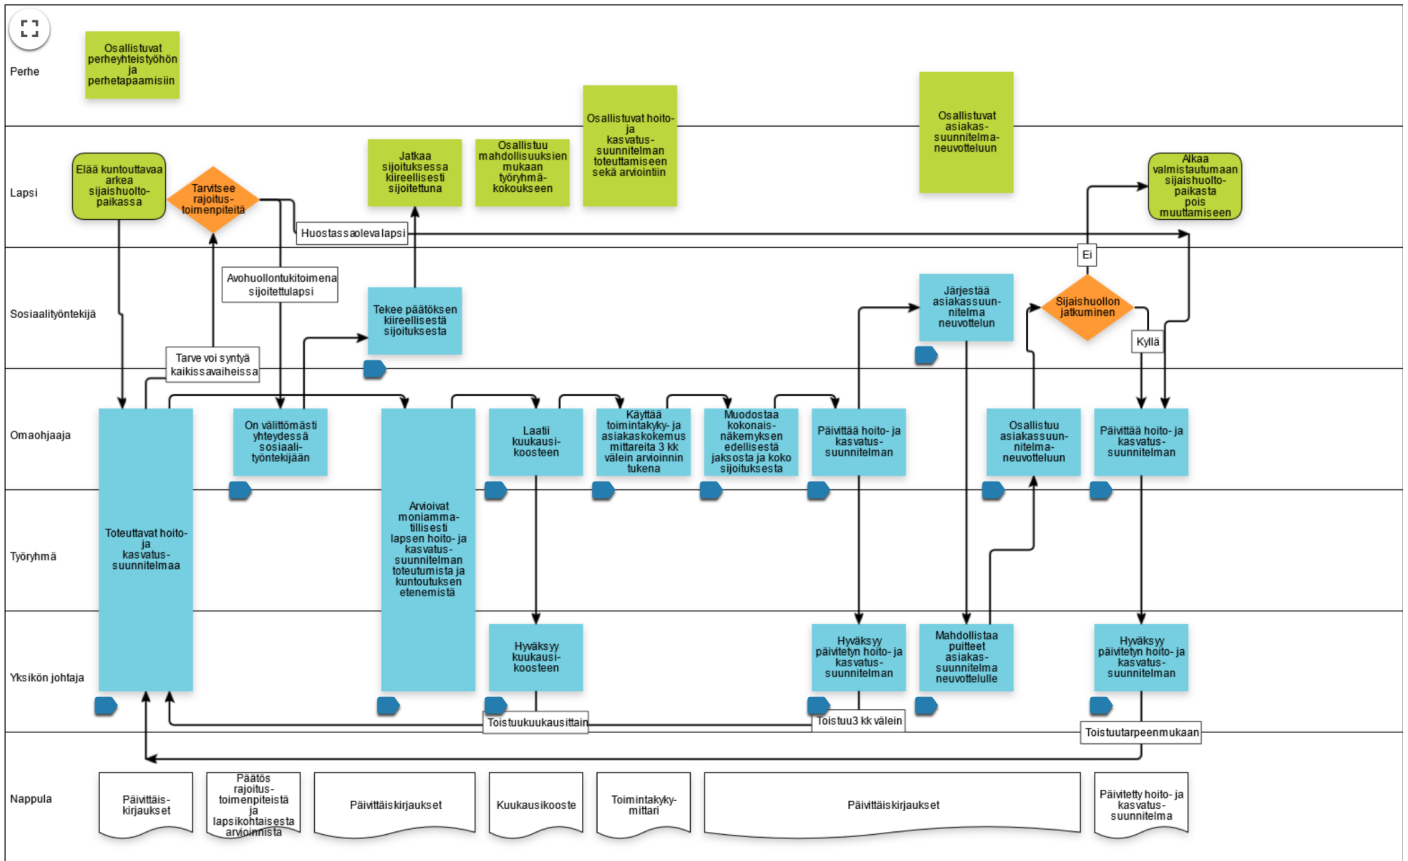 Perhe
Osallistuvat
perheyhteistyöhön
ja
perhetapaamisiin
Osallistuvat hoito-
ja
kasvatus-
suunnitelman
toteuttamiseen
sekä arviointiin
Osallistuvat
asiakas-
suunnitelma-
neuvotteluun
Lapsi
Elää kuntouttavaa
arkea
sijaishuolto-
paikassa
Tarvitsee
rajoitus-
toimenpiteitä
Jatkaa
sijoituksessa
kiireellisesti
sijoitettuna
Osallistuu
mahdollisuuksien
mukaan
työryhmä-
kokoukseen
Alkaa
valmistautumaan
sijaishuolto-
paikasta
pois
muuttamiseen
Huostassaolevalapsi
Sosiaalityöntekijä
Avohuollontukitoimena
sijoitettulapsi
Tekee päätöksen
kiireellisestä
sijoituksesta
Järjestää
asiakassuun-
nitelma
neuvottelun
Ei
Sijaishuollon
jatkuminen
Kyllä
Tarve voi syntyä
kaikissavaiheissa
Omaohjaaja
On välittömästi
yhteydessä
sosiaali-
työntekijään
Laatii
kuukausi-
koosteen
Käyttää
toimintakyky- ja
asiakaskokemus
mittareita 3 kk
välein arvioinnin
tukena
Muodostaa
kokonais-
näkemyksen
edellisestä
jaksosta ja koko
sijoituksesta
Päivittää hoito- ja
kasvatus-
suunnitelman
Osallistuu
asiakassuun-
nitelma-
neuvotteluun
Päivittää hoito- ja
kasvatus-
suunnitelman
Työryhmä
Toteuttavat hoito-
ja
kasvatus-
suunnitelmaa
Arvioivat
moniamma-
tillisesti
lapsen hoito- ja
kasvatus-
suunnitelman
toteutumista ja
kuntoutuksen
etenemistä
Yksikön johtaja
Hyväksyy
kuukausi-
koosteen
Hyväksyy
päivitetyn hoito- ja
kasvatus-
suunnitelman
Mahdollistaa
puitteet
asiakas-
suunnitelma
neuvottelulle
Hyväksyy
päivitetyn hoito- ja
kasvatus-
suunnitelman
Toistuukuukausittain
Toistuu3 kk välein
Toistuutarpeenmukaan
Nappula
Päivittäis-
kirjaukset
Päätös
rajoitus-
toimenpiteistä
ja
lapsikohtaisesta
arvioinnista
Päivittäiskirjaukset
Kuukausikooste
Toimintakyky-
mittari
Päivittäiskirjaukset
Päivitetty hoito- ja
kasvatus-
suunnitelma